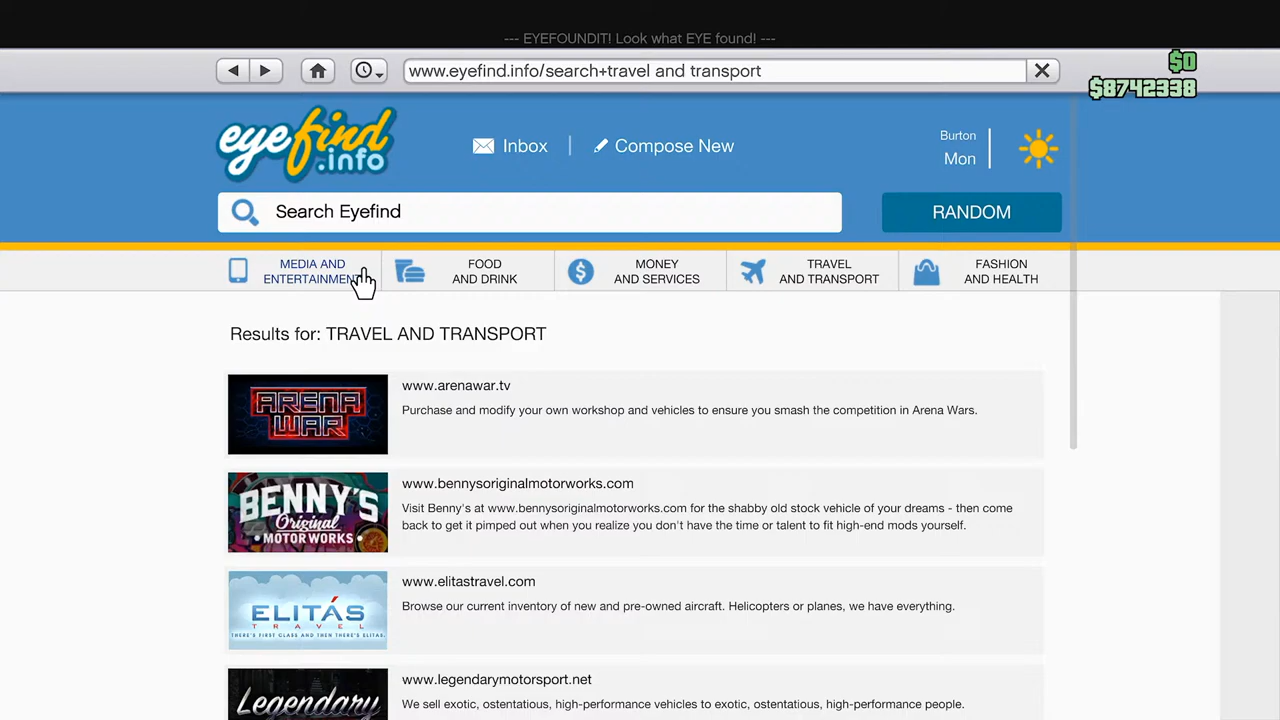 --- EYEFOUNDIT! Look what EYE found! ---
www.eyefind.info/search+travel and transport
$0
$8742338
eyefind
.info
Inbox
Compose New
Burton
Mon
Search Eyefind
RANDOM
MEDIA AND
ENTERTAINMENT
FOOD
AND DRINK
MONEY
AND SERVICES
TRAVEL
AND TRANSPORT
FASHION
AND HEALTH
Results for: TRAVEL AND TRANSPORT
ARENA
WAR
www.arenawar.tv
Purchase and modify your own workshop and vehicles to ensure you smash the competition in Arena Wars.
BENNY'S
Original
MOTOR WORKS
www.bennysoriginalmotorworks.com
Visit Benny's at www.bennysoriginalmotorworks.com for the shabby old stock vehicle of your dreams - then come
back to get it pimped out when you realize you don't have the time or talent to fit high-end mods yourself.
ELITÁS
TRAVEL
THERE'S FIRST CLASS AND THEN THERE'S ELITAS.
www.elitastravel.com
Browse our current inventory of new and pre-owned aircraft. Helicopters or planes, we have everything.
Legendary
www.legendarymotorsport.net
We sell exotic, ostentatious, high-performance vehicles to exotic, ostentatious, high-performance people.